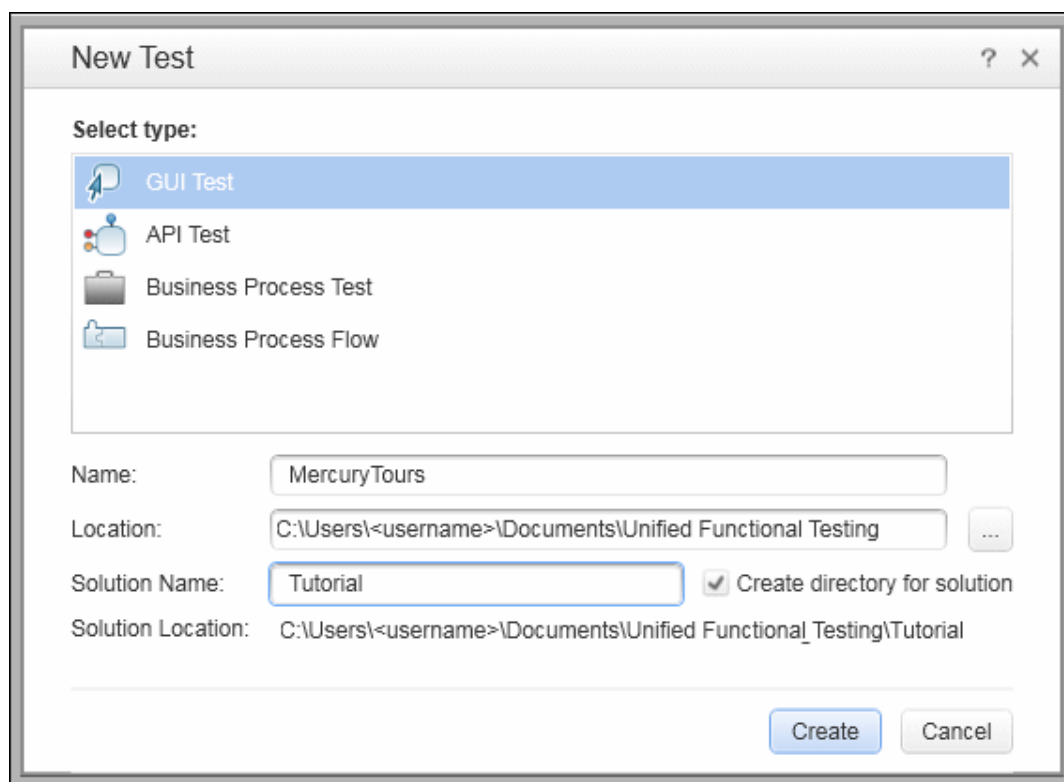 New Test ? ×
Select type:
GUI Test
API Test
Business Process Test
Business Process Flow
Name: MercuryTours
Location: C:\Users\<username>\Documents\Unified Functional Testing ...
Solution Name: Tutorial Create directory for solution
Solution Location: C:\Users\<username>\Documents\Unified Functional Testing\Tutorial
Create Cancel